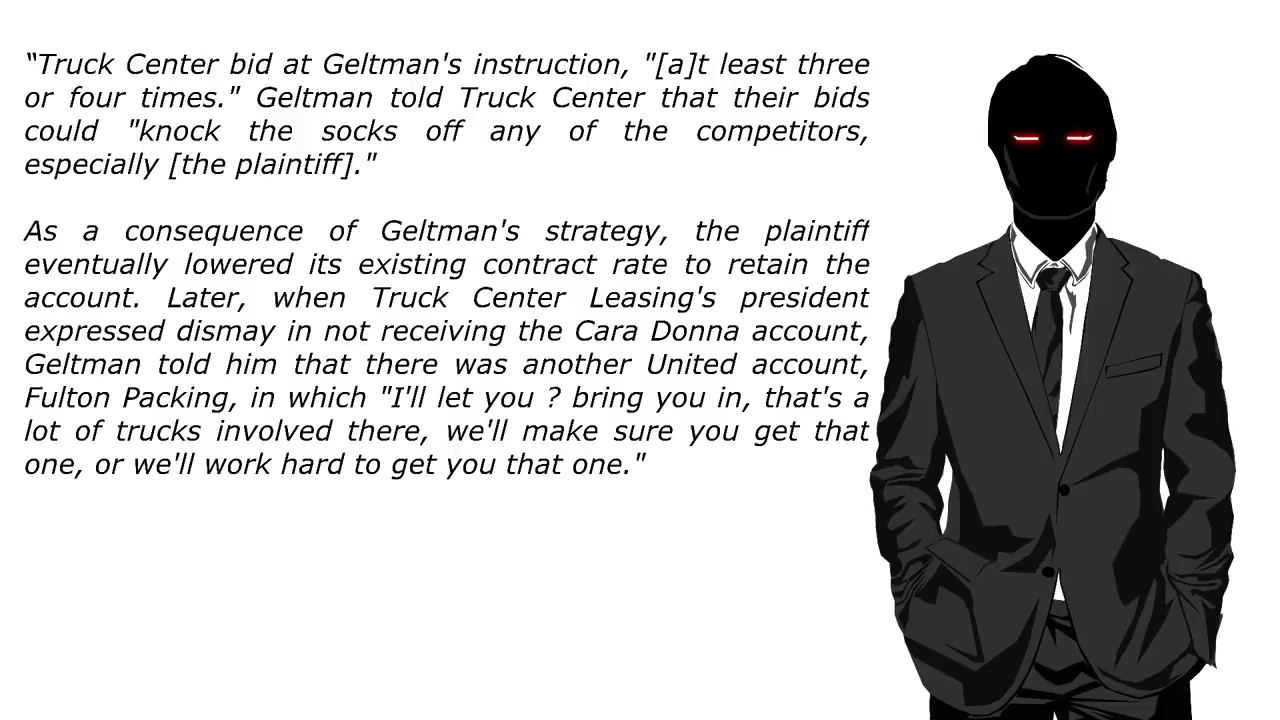 “Truck Center bid at Geltman's instruction, "[a]t least three
or four times." Geltman told Truck Center that their bids
could "knock the socks off any of the competitors,
especially [the plaintiff]."
As a consequence of Geltman's strategy, the plaintiff
eventually lowered its existing contract rate to retain the
account. Later, when Truck Center Leasing's president
expressed dismay in not receiving the Cara Donna account,
Geltman told him that there was another United account,
Fulton Packing, in which "I'll let you ? bring you in, that's a
lot of trucks involved there, we'll make sure you get that
one, or we'll work hard to get you that one."